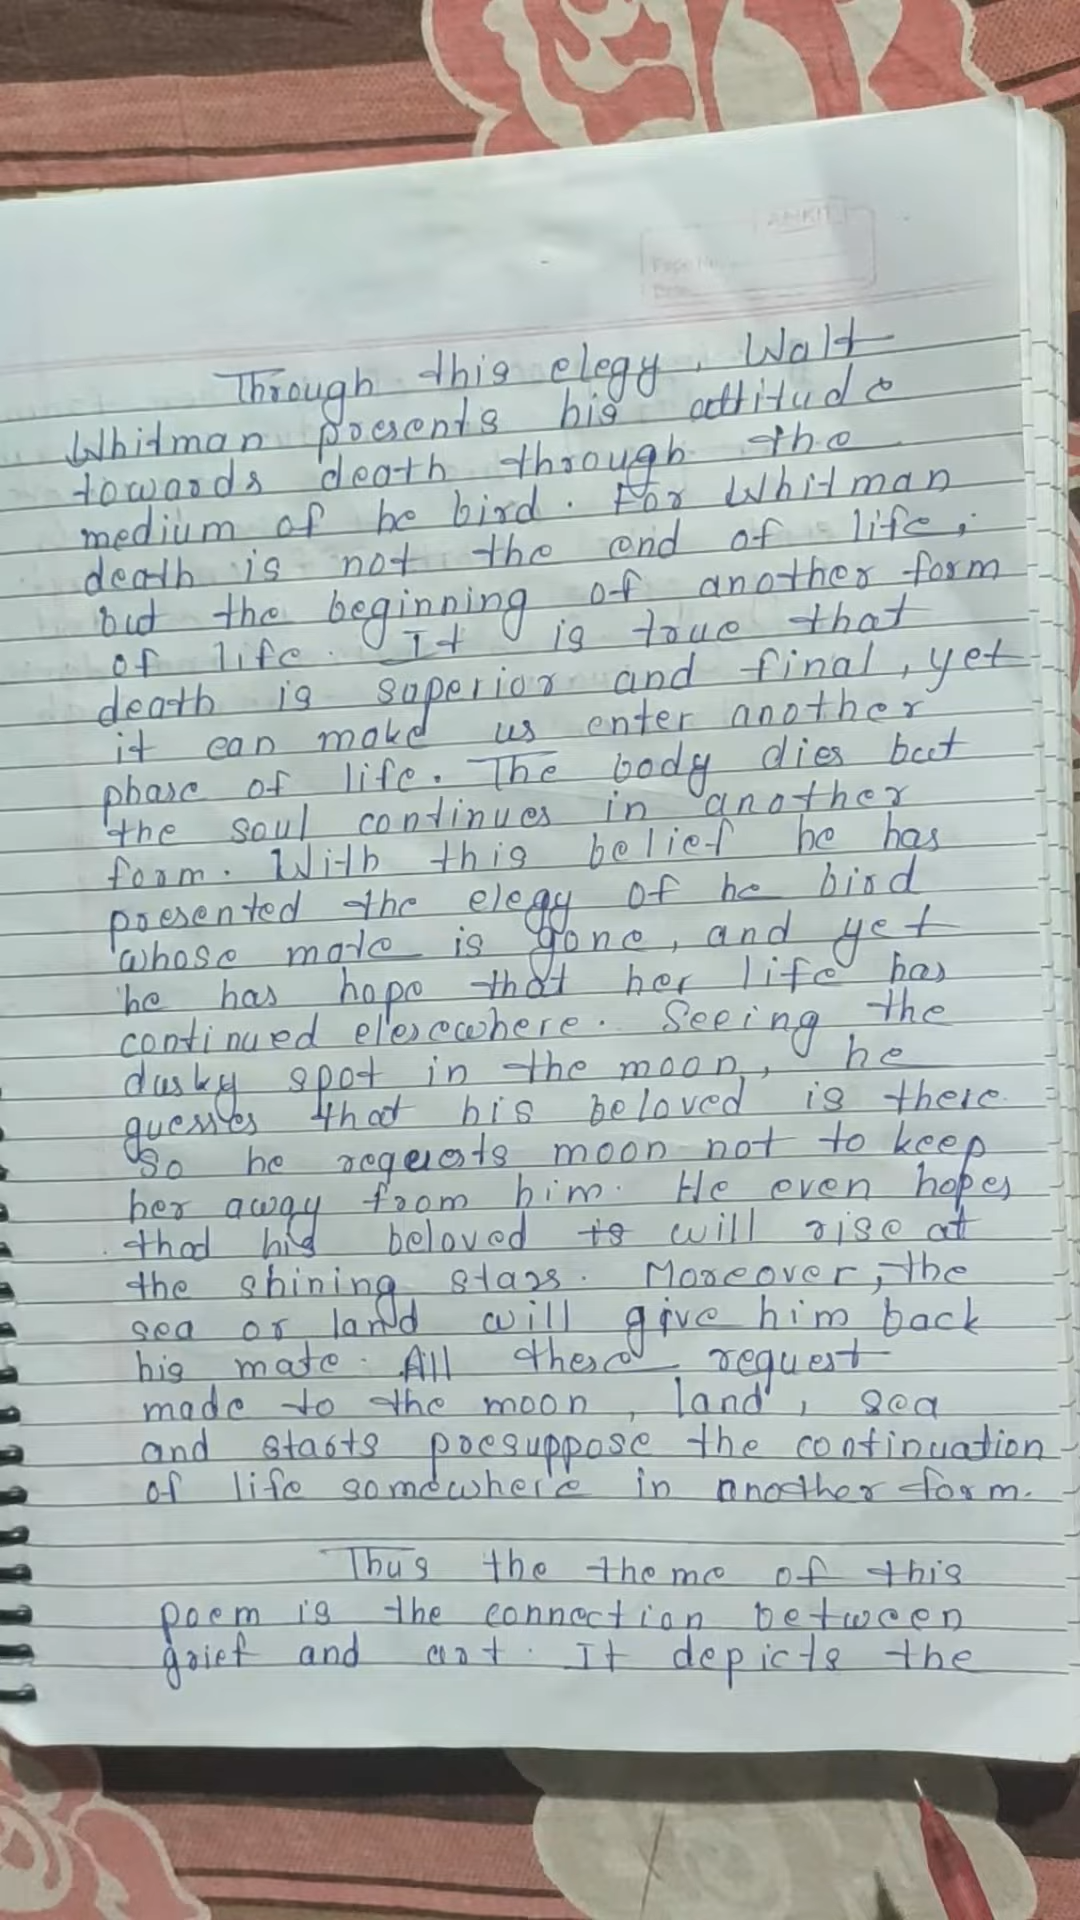 AMRIT
Page No.
Date
Through this elegy, Walt
Whitman presents his attitude
towards death through the
medium of he bird. For Whitman
death is not the end of life,
but the beginning of another form
of life. It is true that
death is superior and final, yet
it can make us enter another
phase of life. The body dies but
the soul continues in another
form. With this belief he has
presented the elegy of he bird
whose mate is gone, and yet
he has hope that her life has
continued elesewhere. Seeing the
dusky spot in the moon, he
guesses that his beloved is there.
So he requests moon not to keep
her away from him. He even hopes
that his beloved is will rise at
the shining stars. Moreover, the
sea or land will give him back
his mate. All these request
made to the moon, land, sea
and starts presuppose the continuation
of life somewhere in another form.
Thus the theme of this
poem is the connection between
grief and art. It depicts the